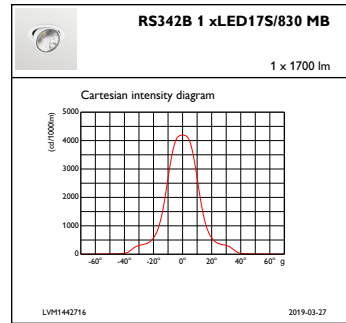 RS342B 1 xLED17S/830 MB
1 x 1700 lm
Cartesian intensity diagram
(cd/1000lm)
5000
4000
3000
2000
1000
0
-60° -40° -20° 0° 20° 40° 60° g
LVM1442716 2019-03-27